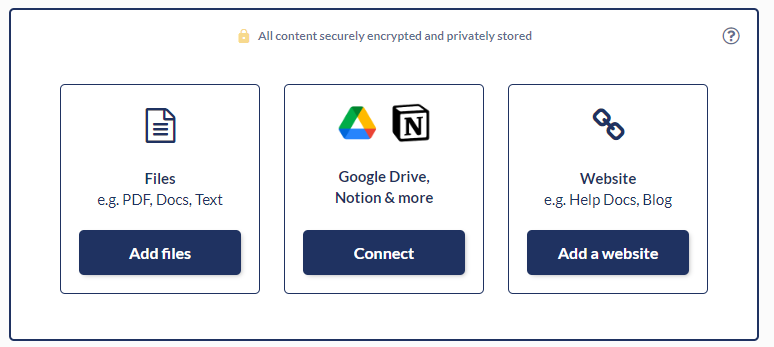 All content securely encrypted and privately stored
?
Files
e.g. PDF, Docs, Text
Add files
N
Google Drive,
Notion & more
Connect
Website
e.g. Help Docs, Blog
Add a website